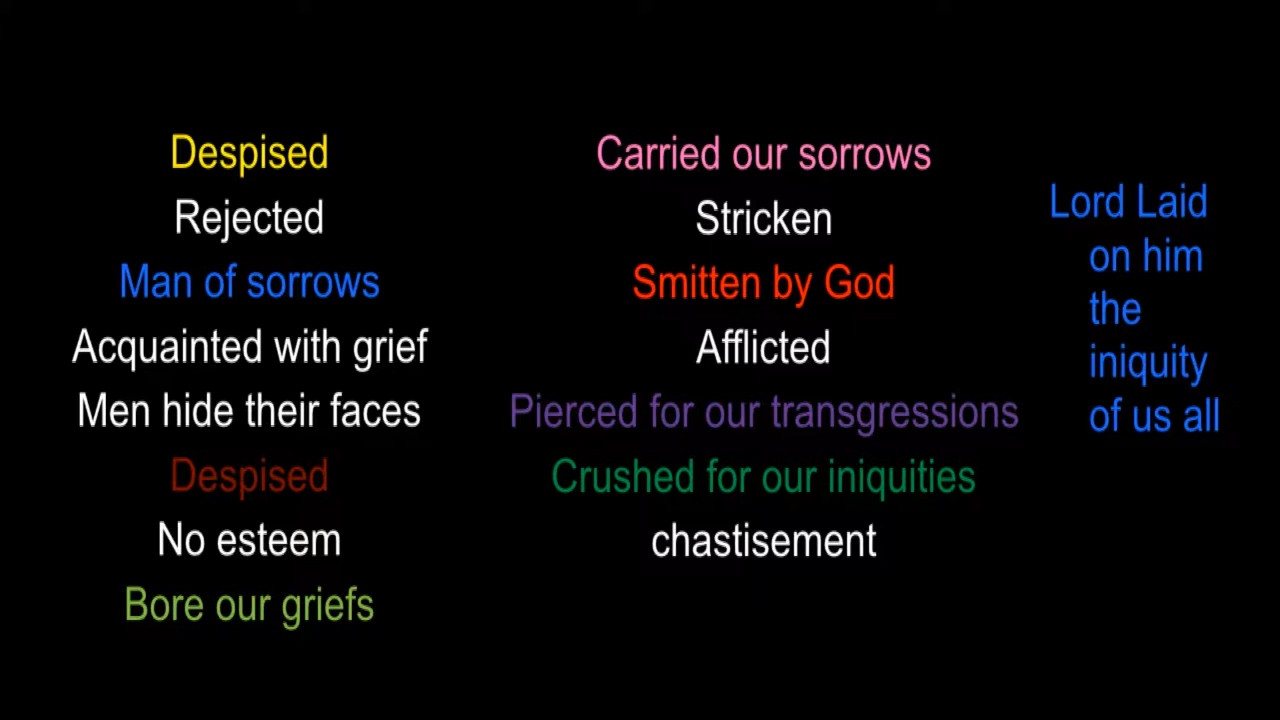 Despised
Rejected
Man of sorrows
Acquainted with grief
Men hide their faces
Despised
No esteem
Bore our griefs
Carried our sorrows
Stricken
Smitten by God
Afflicted
Pierced for our transgressions
Crushed for our iniquities
chastisement
Lord Laid
on him
the
iniquity
of us all